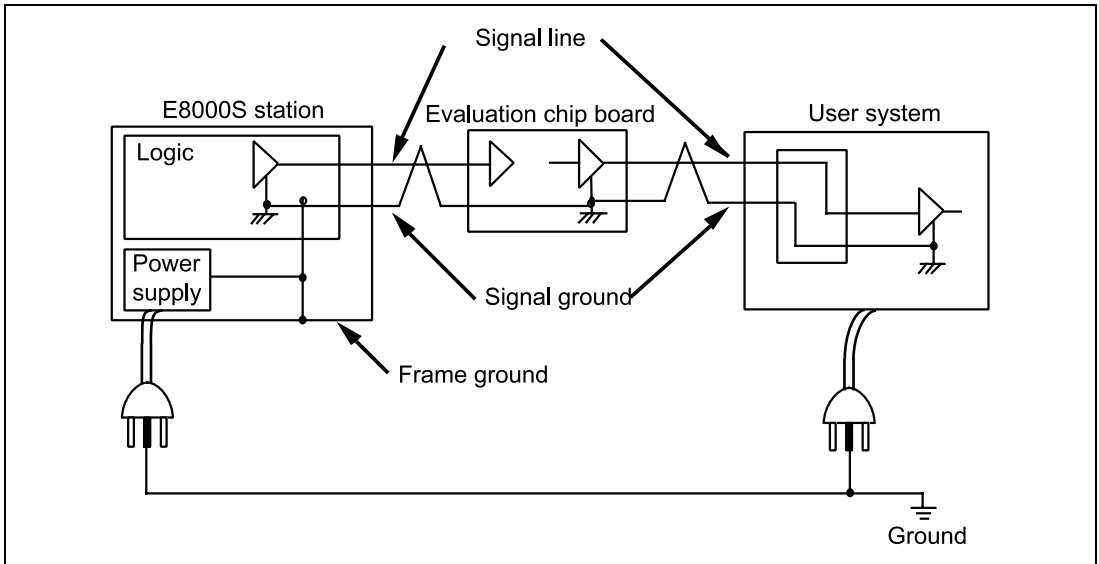 Signal line
E8000S station
Evaluation chip board
User system
Logic
Power
supply
Signal ground
Frame ground
Ground